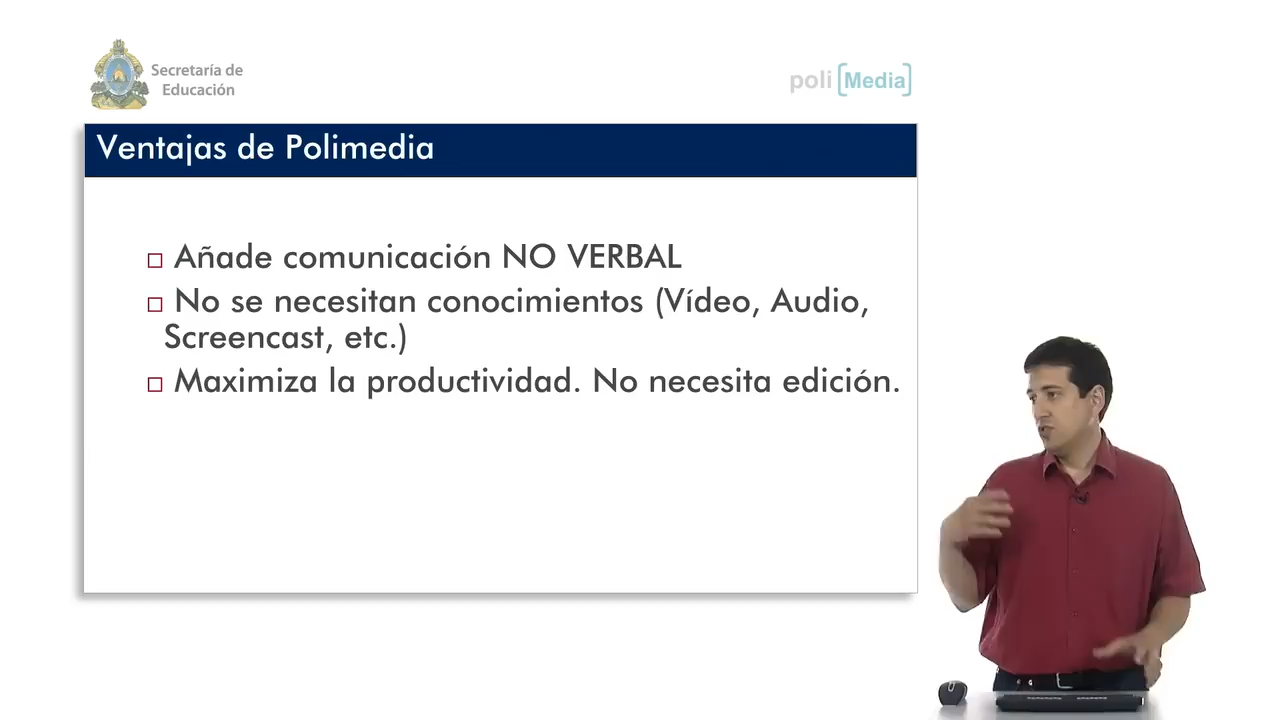 Secretaría de
Educación
poli [Media]
Ventajas de Polimedia
Añade comunicación NO VERBAL
No se necesitan conocimientos (Vídeo, Audio,
Screencast, etc.)
Maximiza la productividad. No necesita edición.